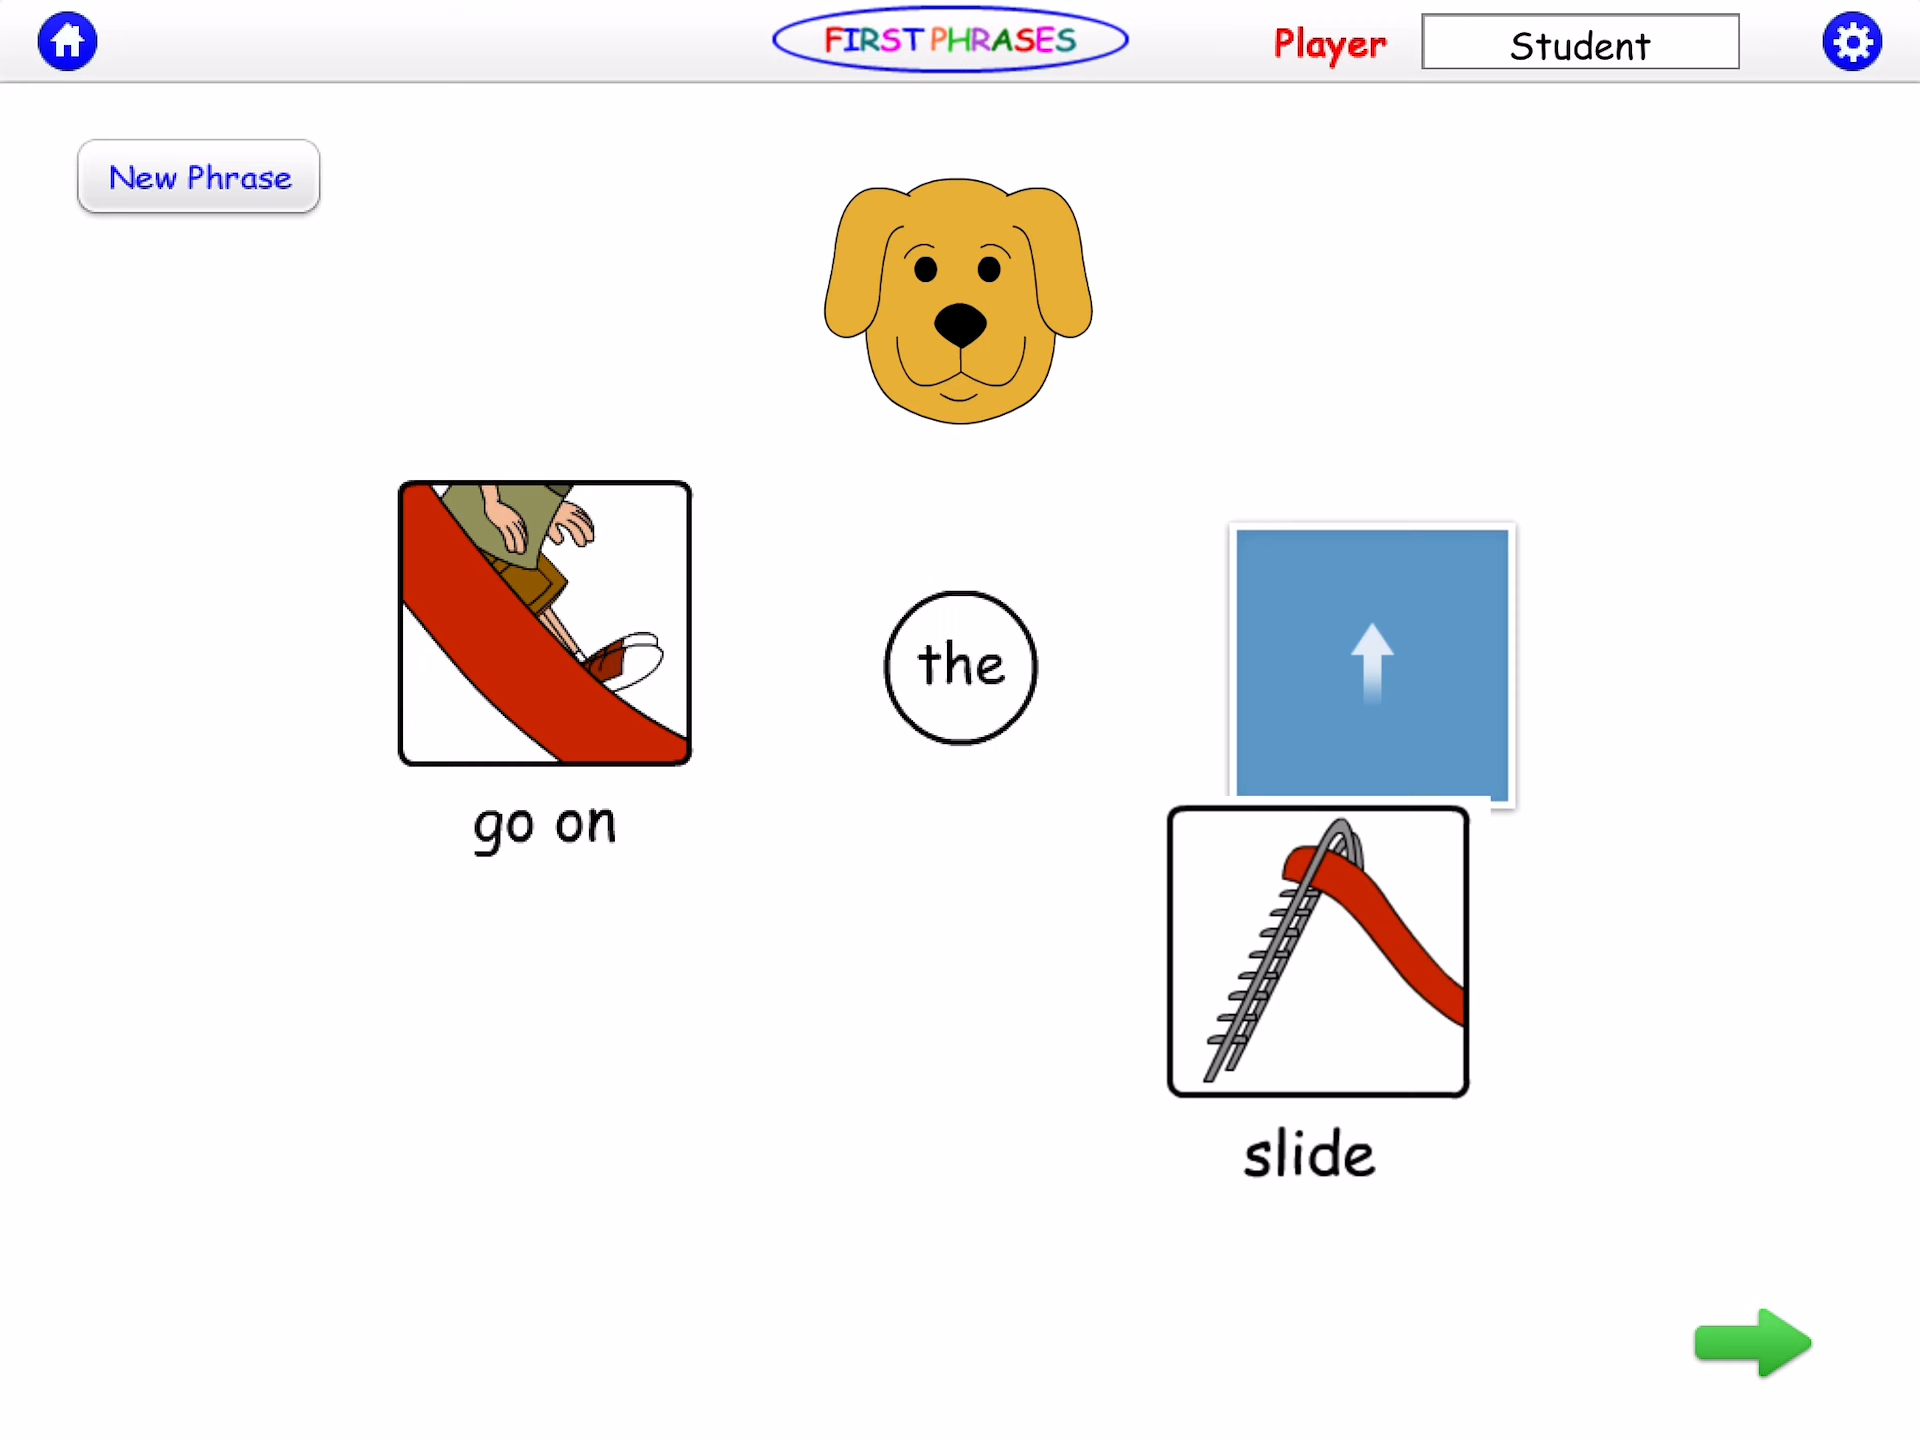 FIRST PHRASES
Player
Student
New Phrase
the
go on
slide